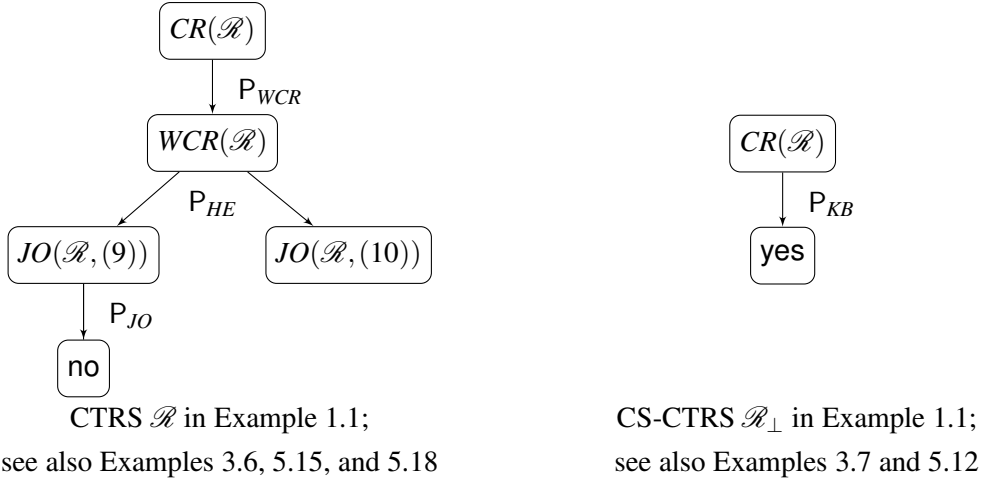 CR(ℛ)
P_WCR
WCR(ℛ)
P_HE
JO(ℛ, (9)) JO(ℛ, (10))
P_JO
no
CTRS ℛ in Example 1.1;
see also Examples 3.6, 5.15, and 5.18
CR(ℛ)
P_KB
yes
CS-CTRS ℛ_⊥ in Example 1.1;
see also Examples 3.7 and 5.12